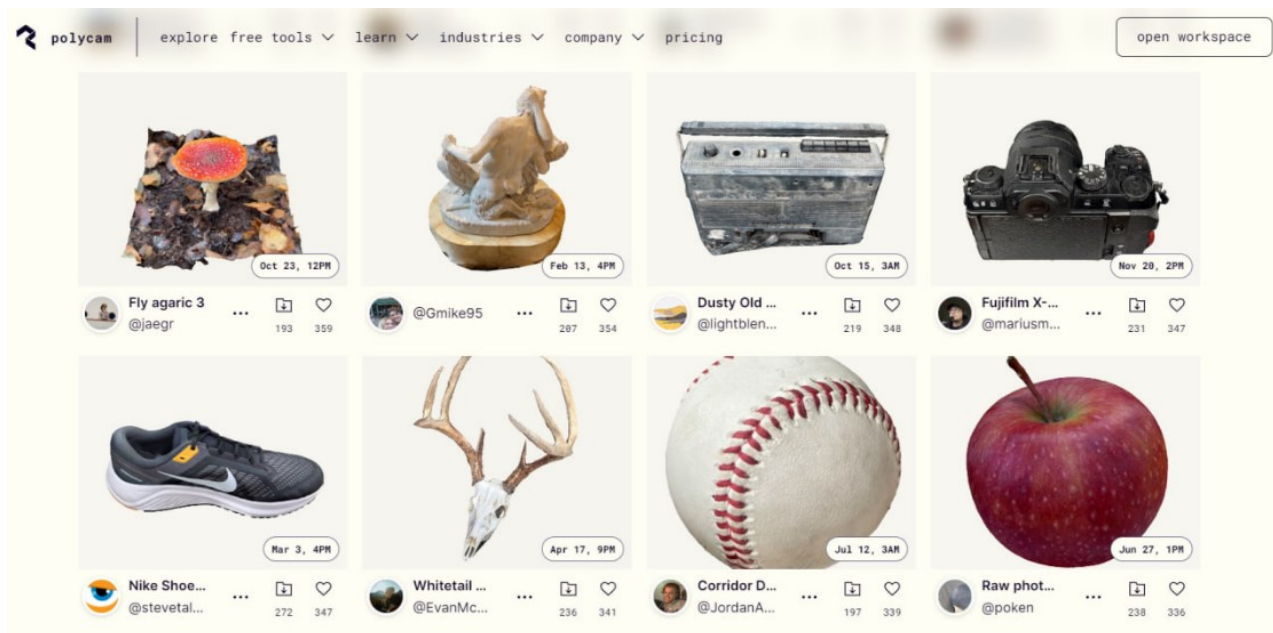 polycam explore free tools learn industries company pricing open workspace
Oct 23, 12PM
Feb 13, 4PM
Oct 15, 3AM
Nov 20, 2PM
Fly agaric 3
@jaegr
193 359
@Gmike95
207 354
Dusty Old ...
@lightblen...
219 348
Fujifilm X-...
@mariusm...
231 347
Mar 3, 4PM
Apr 17, 9PM
Jul 12, 3AM
Jun 27, 1PM
Nike Shoe...
@stevetal...
272 347
Whitetail ...
@EvanMc...
236 341
Corridor D...
@JordanA...
197 339
Raw phot...
@poken
238 336